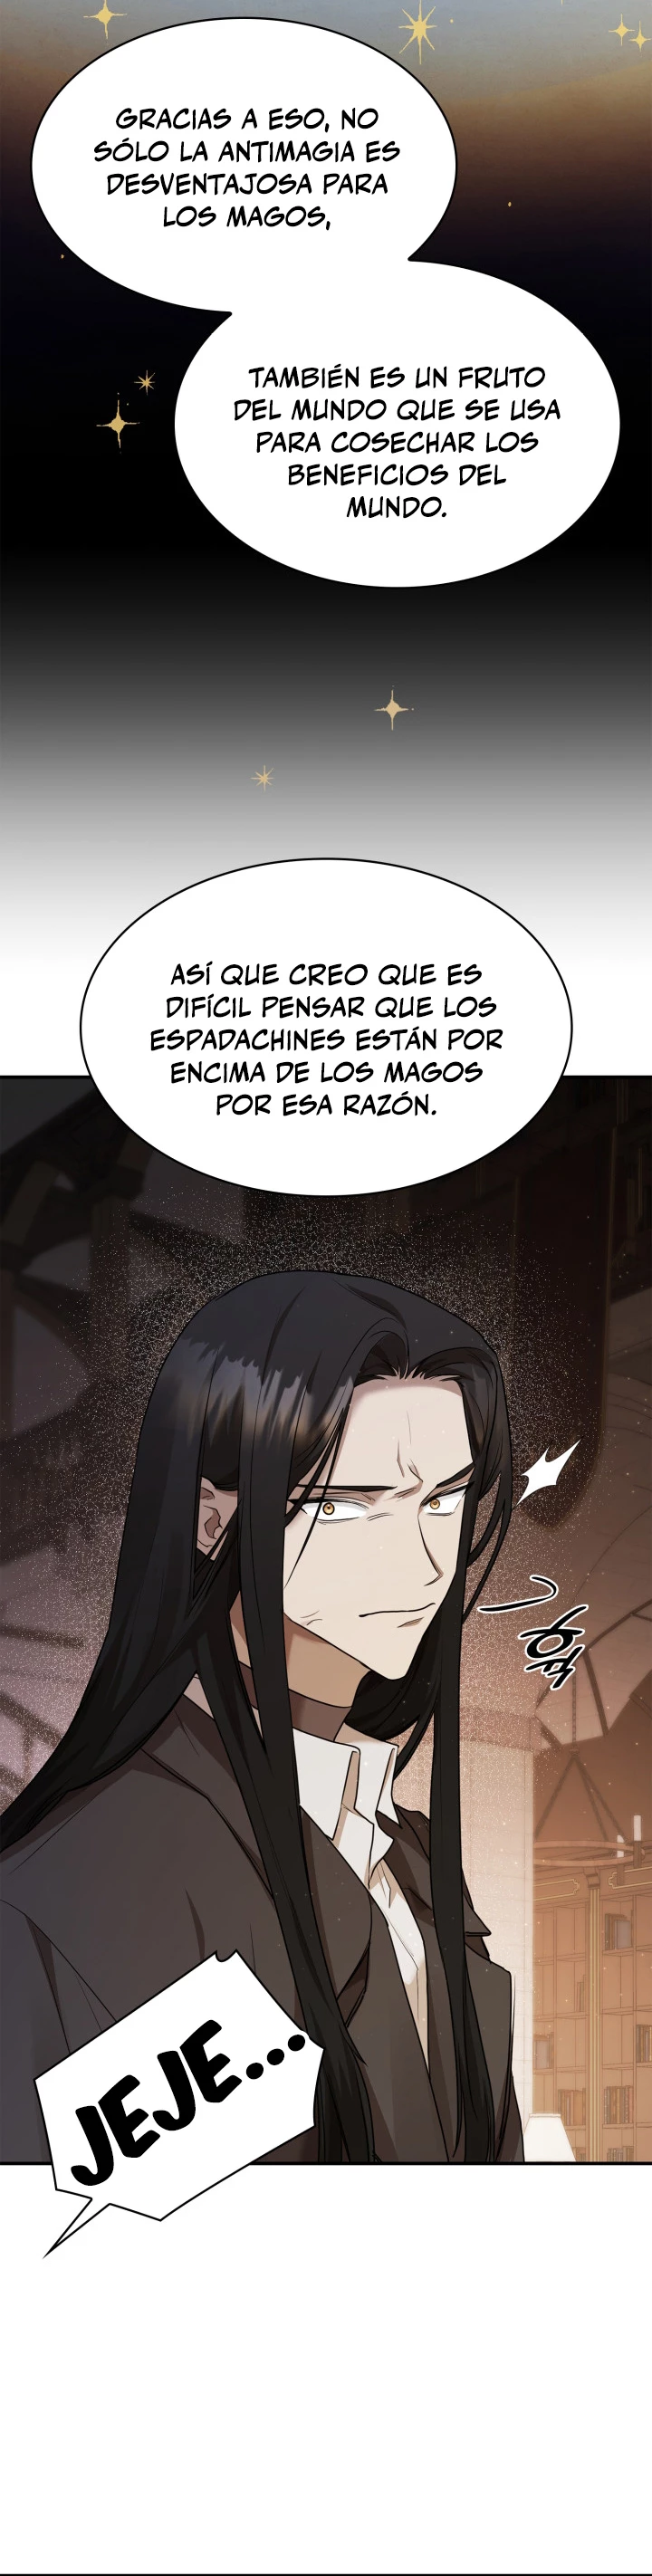 GRACIAS A ESO, NO
SÓLO LA ANTIMAGIA ES
DESVENTAJOSA PARA
LOS MAGOS,
TAMBIÉN ES UN FRUTO
DEL MUNDO QUE SE USA
PARA COSECHAR LOS
BENEFICIOS DEL
MUNDO.
ASÍ QUE CREO QUE ES
DIFÍCIL PENSAR QUE LOS
ESPADACHINES ESTÁN POR
ENCIMA DE LOS MAGOS
POR ESA RAZÓN.
JEJE...